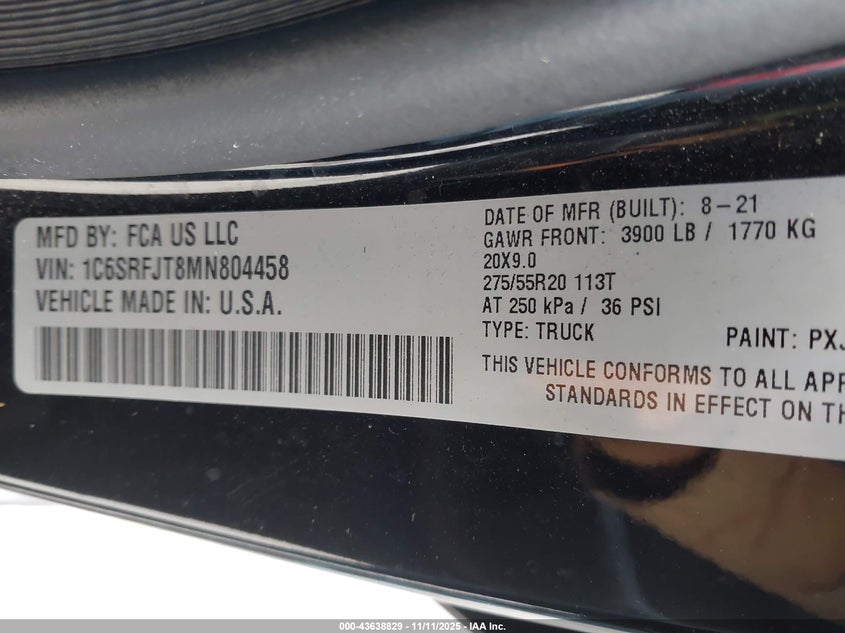 MFD BY: FCA US LLC
VIN: 1C6SRFJT8MN804458
VEHICLE MADE IN: U.S.A.
DATE OF MFR (BUILT): 8-21
GAWR FRONT: 3900 LB / 1770 KG
20X9.0
275/55R20 113T
AT 250 kPa / 36 PSI
TYPE: TRUCK PAINT: PXJ
THIS VEHICLE CONFORMS TO ALL APP
STANDARDS IN EFFECT ON TH
000-43638829 - 11/11/2025 - IAA Inc.